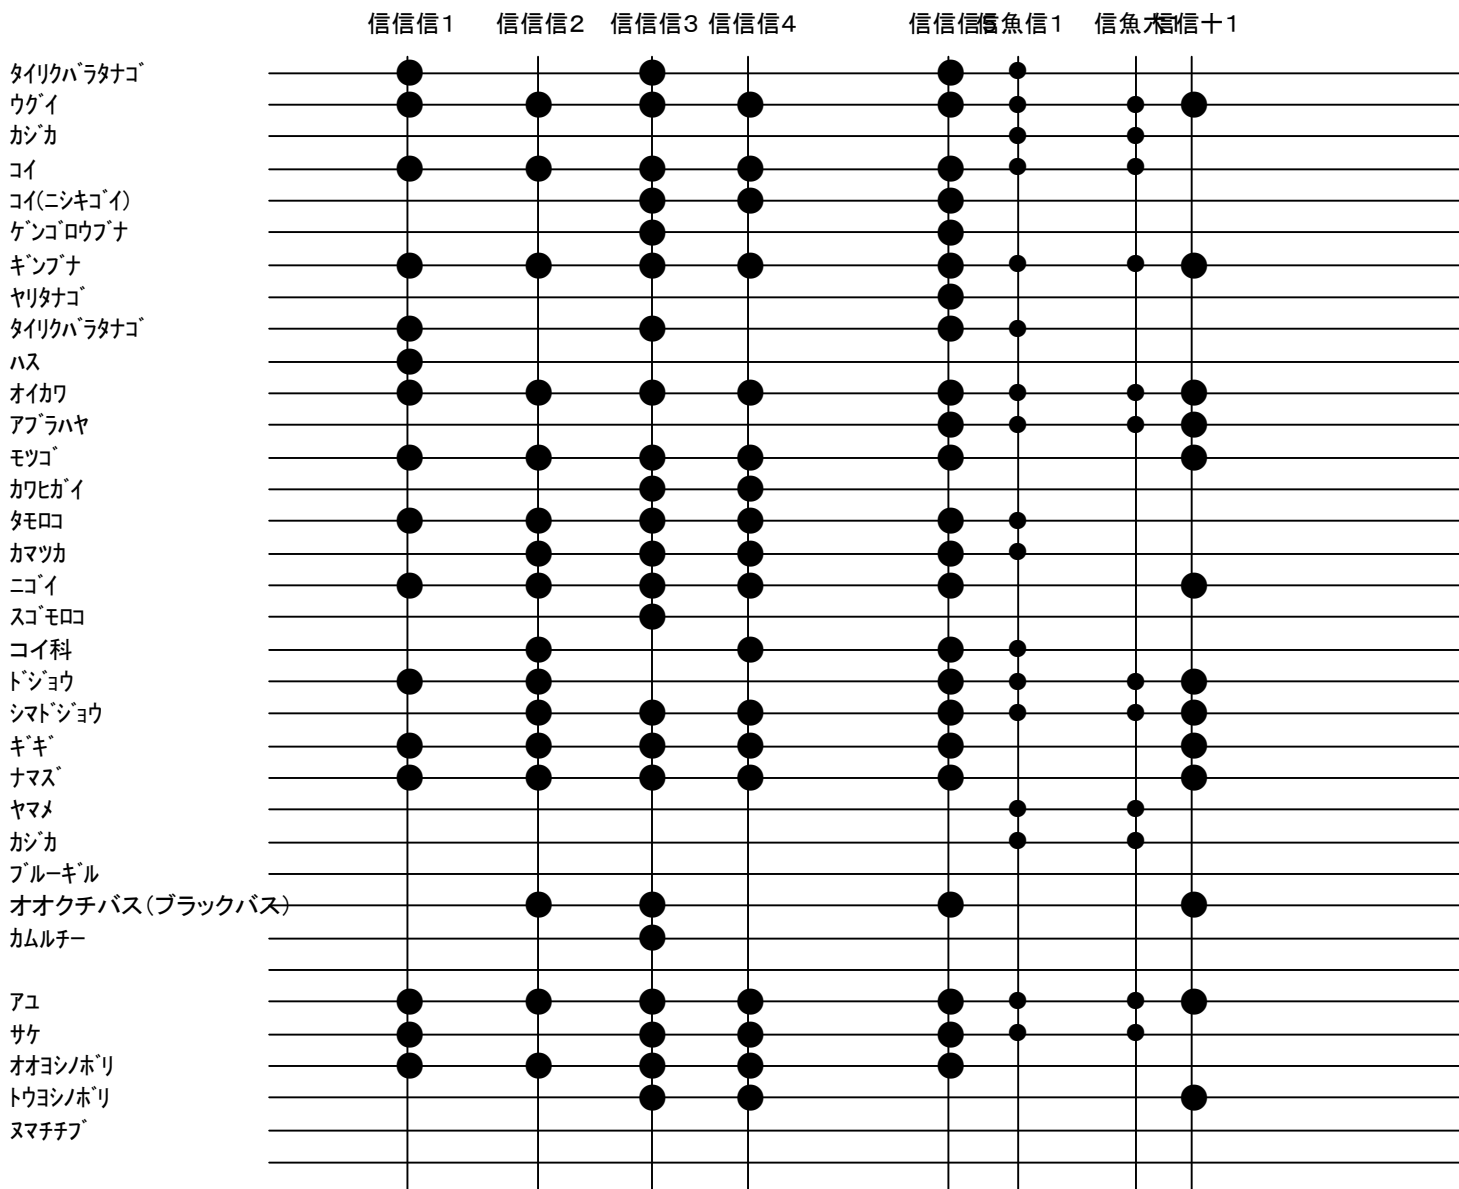 信信信1 信信信2 信信信3 信信信4 信信信5 信魚信1 信魚木1 信信十1
ﾀｲﾘｸﾊﾞﾗﾀﾅｺﾞ
ｳｸﾞｲ
ｶｼﾞｶ
ｺｲ
ｺｲ(ﾆｼｷｺﾞｲ)
ｹﾞﾝｺﾞﾛｳﾌﾞﾅ
ｷﾞﾝﾌﾞﾅ
ﾔﾘﾀﾅｺﾞ
ﾀｲﾘｸﾊﾞﾗﾀﾅｺﾞ
ﾊｽ
ｵｲｶﾜ
ｱﾌﾞﾗﾊﾔ
ﾓﾂｺﾞ
ｶﾜﾋｶﾞｲ
ﾀﾓﾛｺ
ｶﾏﾂｶ
ﾆｺﾞｲ
ｽｺﾞﾓﾛｺ
コイ科
ﾄﾞｼﾞｮｳ
ｼﾏﾄﾞｼﾞｮｳ
ｷﾞｷﾞ
ﾅﾏｽﾞ
ﾔﾏﾒ
ｶｼﾞｶ
ﾌﾞﾙｰｷﾞﾙ
オオクチバス(ブラックバス)
ｶﾑﾙﾁｰ
ｱﾕ
ｻｹ
ｵｵﾖｼﾉﾎﾞﾘ
ﾄｳﾖｼﾉﾎﾞﾘ
ﾇﾏﾁﾁﾌﾞ